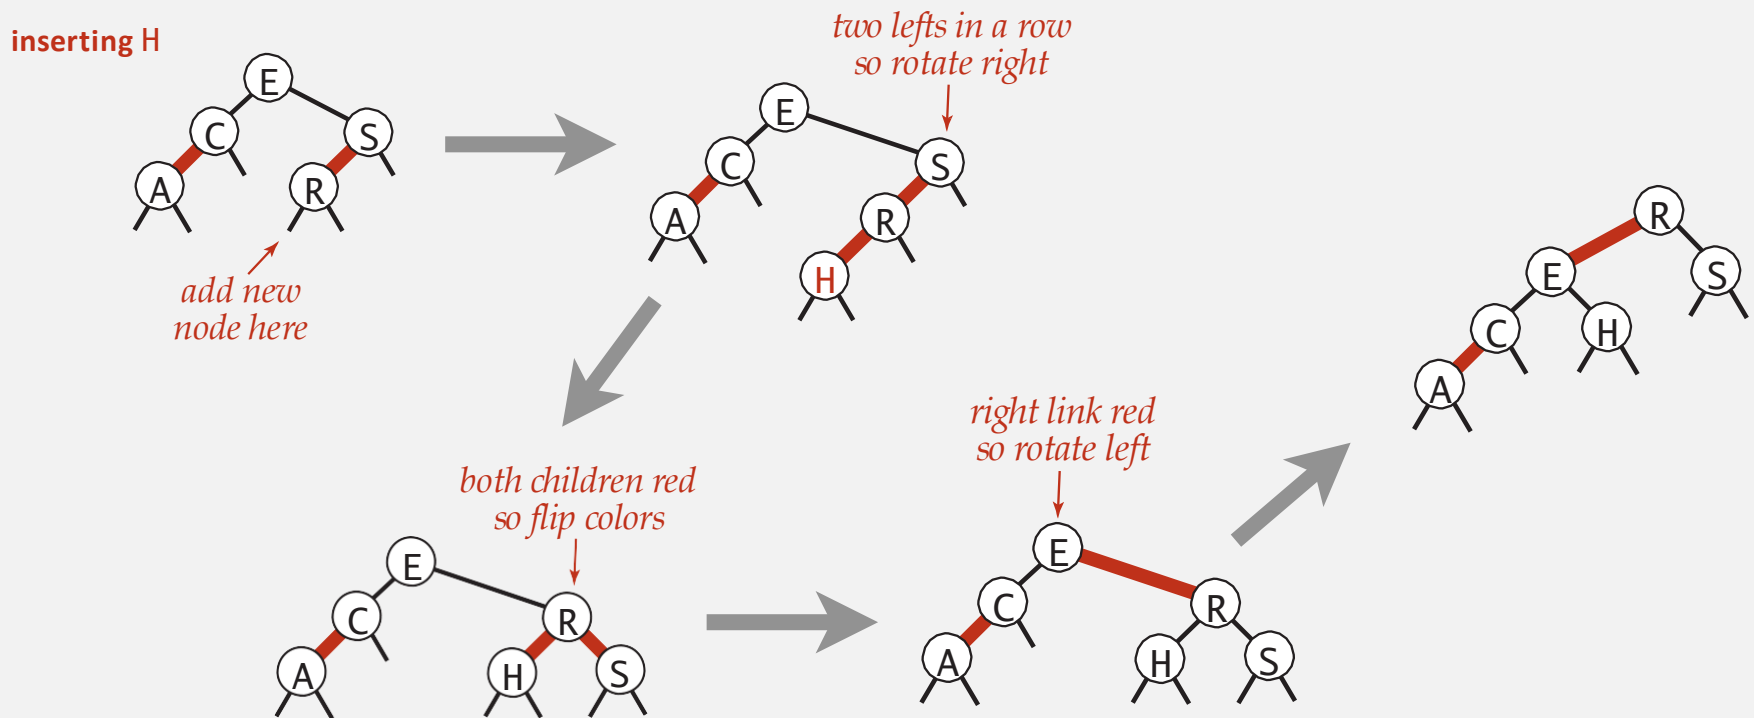 inserting H
E
C
S
A
R
add new
node here
two lefts in a row
so rotate right
E
C
S
A
R
H
both children red
so flip colors
E
C
R
A
H
S
right link red
so rotate left
E
C
R
A
H
S
R
E
S
C
H
A